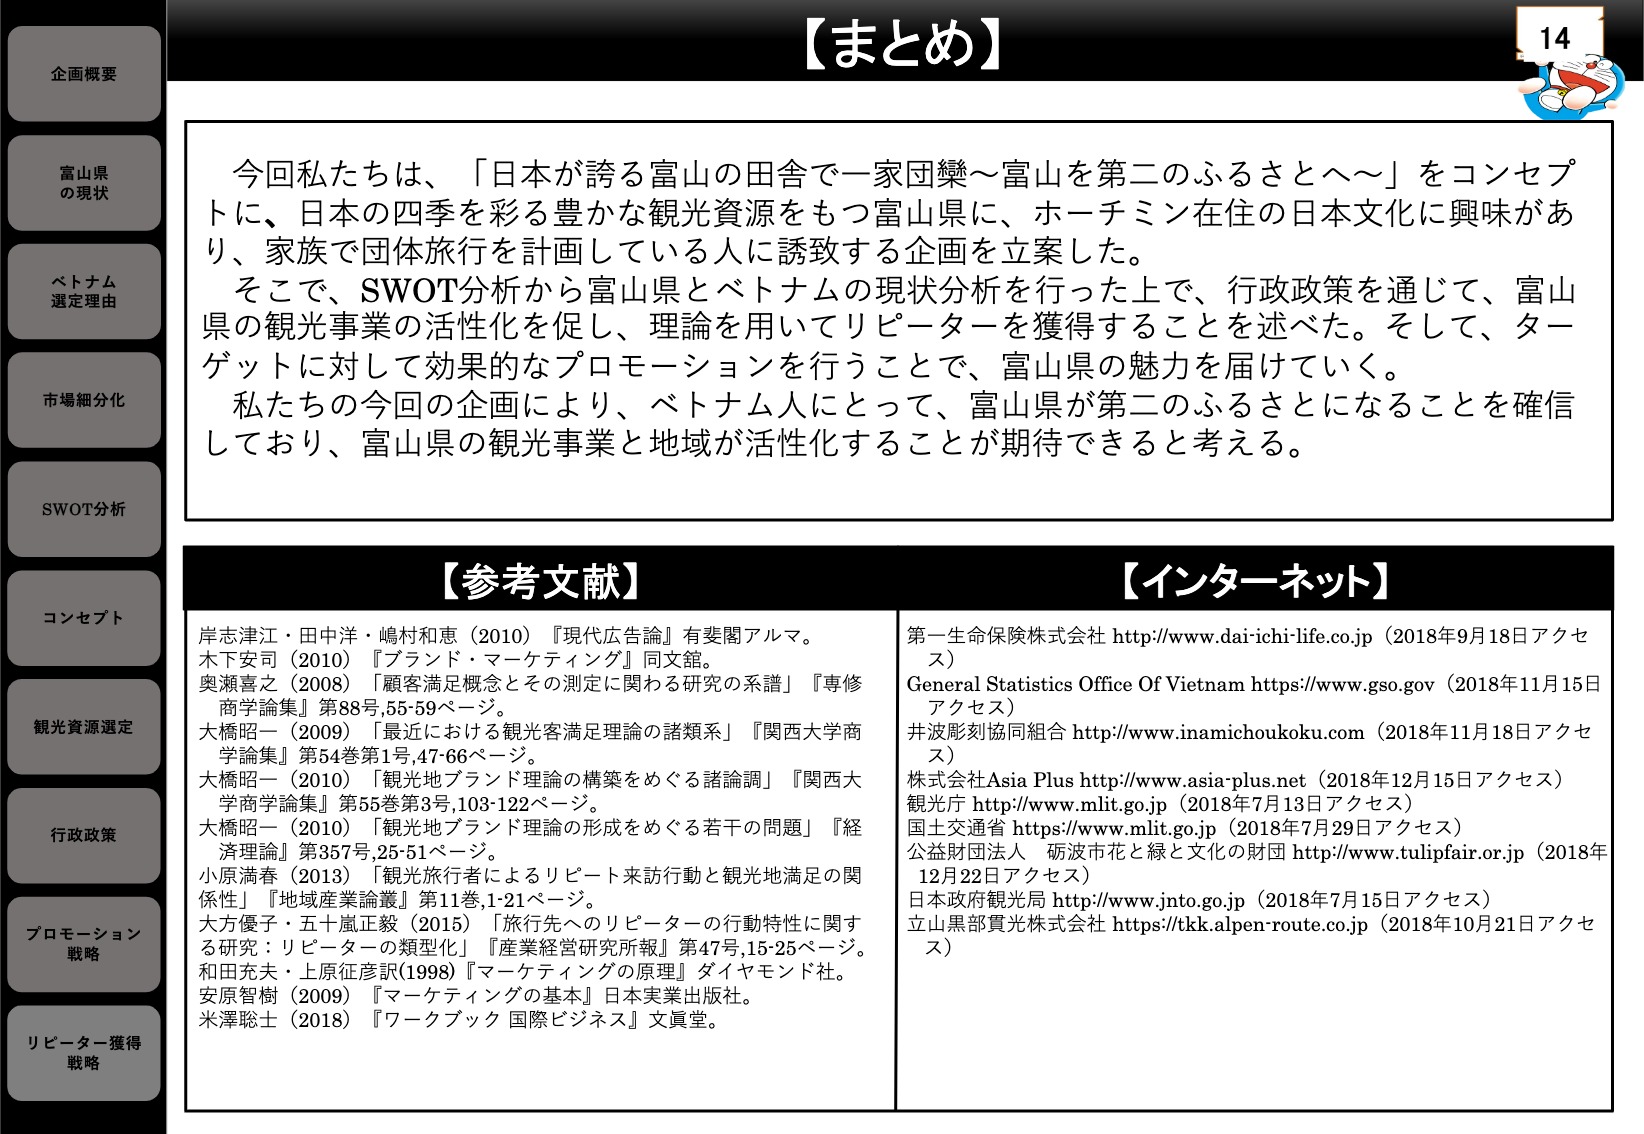 【まとめ】
14
企画概要
富山県
の現状
ベトナム
選定理由
市場細分化
SWOT分析
コンセプト
観光資源選定
行政政策
プロモーション
戦略
リピーター獲得
戦略
今回私たちは、「日本が誇る富山の田舎で一家団欒～富山を第二のふるさとへ～」をコンセプ
トに、日本の四季を彩る豊かな観光資源をもつ富山県に、ホーチミン在住の日本文化に興味があ
り、家族で団体旅行を計画している人に誘致する企画を立案した。
そこで、SWOT分析から富山県とベトナムの現状分析を行った上で、行政政策を通じて、富山
県の観光事業の活性化を促し、理論を用いてリピーターを獲得することを述べた。そして、ター
ゲットに対して効果的なプロモーションを行うことで、富山県の魅力を届けていく。
私たちの今回の企画により、ベトナム人にとって、富山県が第二のふるさとになることを確信
しており、富山県の観光事業と地域が活性化することが期待できると考える。
【参考文献】
岸志津江・田中洋・嶋村和恵（2010）『現代広告論』有斐閣アルマ。
木下安司（2010）『ブランド・マーケティング』同文舘。
奥瀬喜之（2008）「顧客満足概念とその測定に関わる研究の系譜」『専修
商学論集』第88号,55-59ページ。
大橋昭一（2009）「最近における観光客満足理論の諸類系」『関西大学商
学論集』第54巻第1号,47-66ページ。
大橋昭一（2010）「観光地ブランド理論の構築をめぐる諸論調」『関西大
学商学論集』第55巻第3号,103-122ページ。
大橋昭一（2010）「観光地ブランド理論の形成をめぐる若干の問題」『経
済理論』第357号,25-51ページ。
小原満春（2013）「観光旅行者によるリピート来訪行動と観光地満足の関
係性」『地域産業論叢』第11巻,1-21ページ。
大方優子・五十嵐正毅（2015）「旅行先へのリピーターの行動特性に関す
る研究：リピーターの類型化」『産業経営研究所報』第47号,15-25ページ。
和田充夫・上原征彦訳(1998)『マーケティングの原理』ダイヤモンド社。
安原智樹（2009）『マーケティングの基本』日本実業出版社。
米澤聡士（2018）『ワークブック 国際ビジネス』文眞堂。
【インターネット】
第一生命保険株式会社 http://www.dai-ichi-life.co.jp（2018年9月18日アクセ
ス）
General Statistics Office Of Vietnam https://www.gso.gov（2018年11月15日
アクセス）
井波彫刻協同組合 http://www.inamichoukoku.com（2018年11月18日アクセ
ス）
株式会社Asia Plus http://www.asia-plus.net（2018年12月15日アクセス）
観光庁 http://www.mlit.go.jp（2018年7月13日アクセス）
国土交通省 https://www.mlit.go.jp（2018年7月29日アクセス）
公益財団法人　砺波市花と緑と文化の財団 http://www.tulipfair.or.jp（2018年
12月22日アクセス）
日本政府観光局 http://www.jnto.go.jp（2018年7月15日アクセス）
立山黒部貫光株式会社 https://tkk.alpen-route.co.jp（2018年10月21日アクセ
ス）